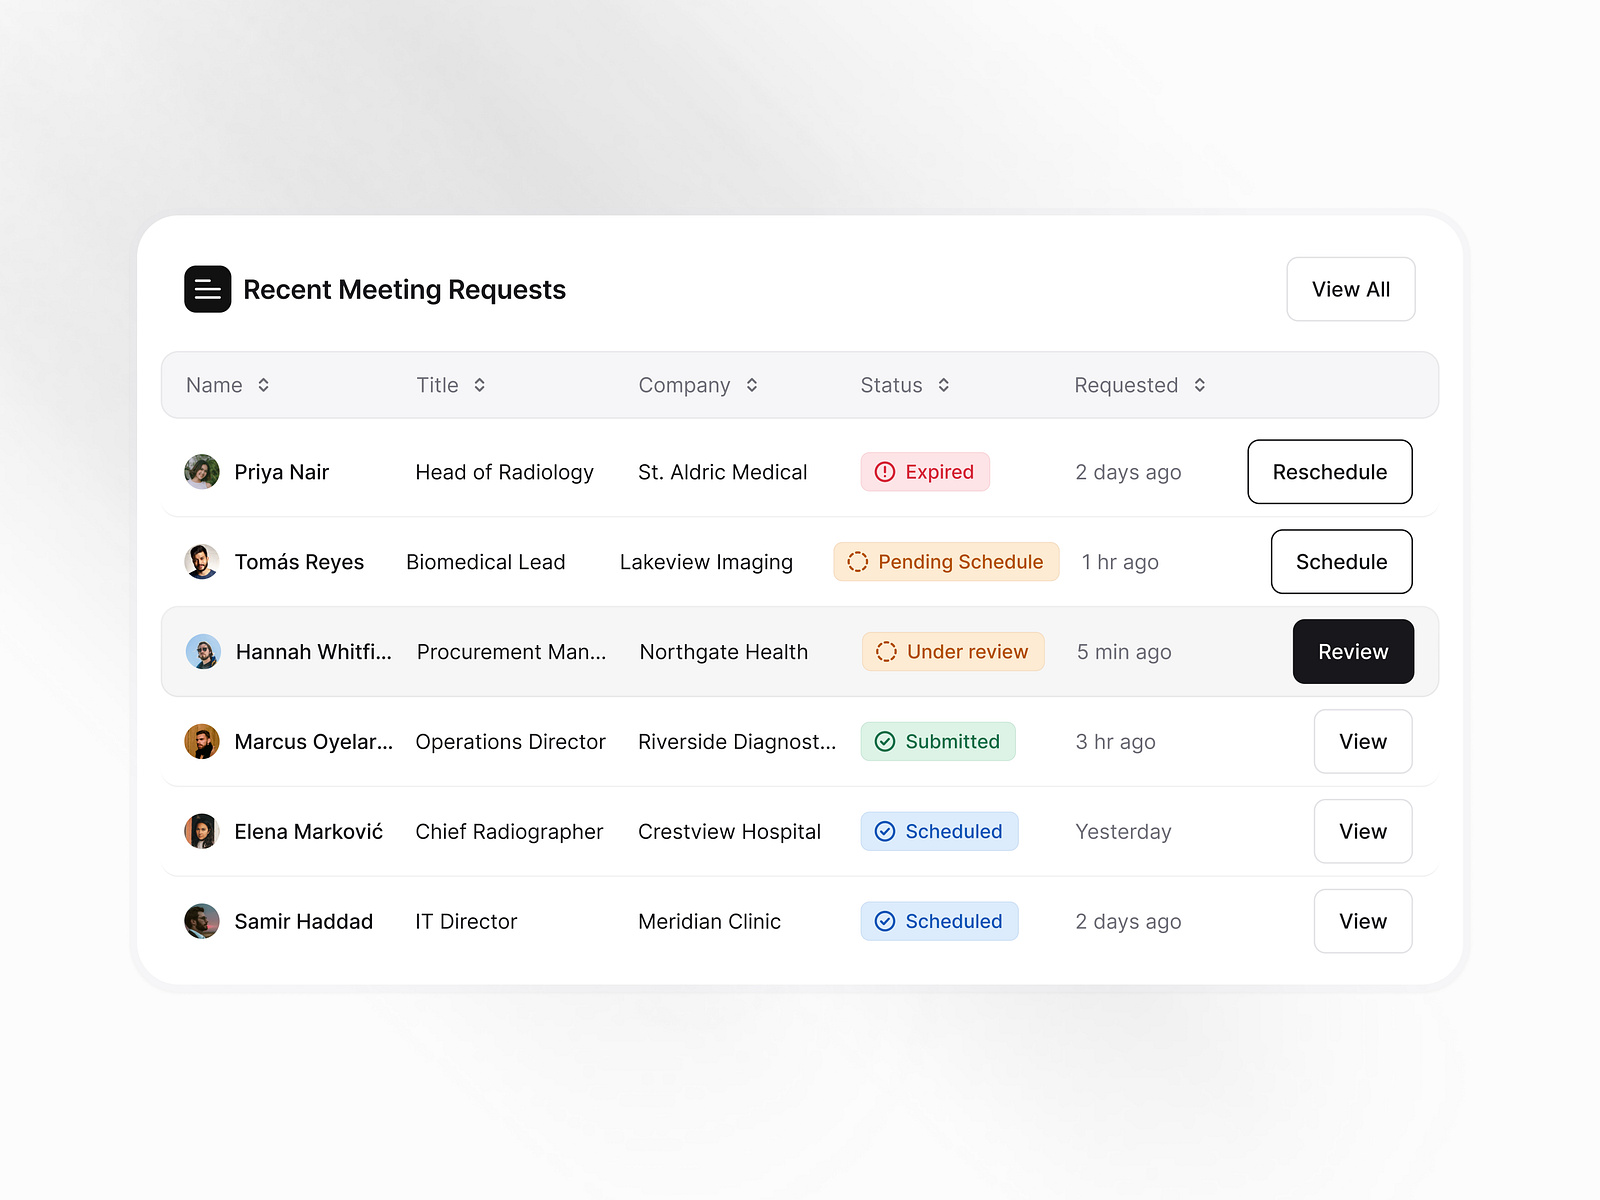 Recent Meeting Requests
View All
Name Title Company Status Requested
Priya Nair Head of Radiology St. Aldric Medical Expired 2 days ago Reschedule
Tomás Reyes Biomedical Lead Lakeview Imaging Pending Schedule 1 hr ago Schedule
Hannah Whitfi... Procurement Man... Northgate Health Under review 5 min ago Review
Marcus Oyelar... Operations Director Riverside Diagnost... Submitted 3 hr ago View
Elena Marković Chief Radiographer Crestview Hospital Scheduled Yesterday View
Samir Haddad IT Director Meridian Clinic Scheduled 2 days ago View